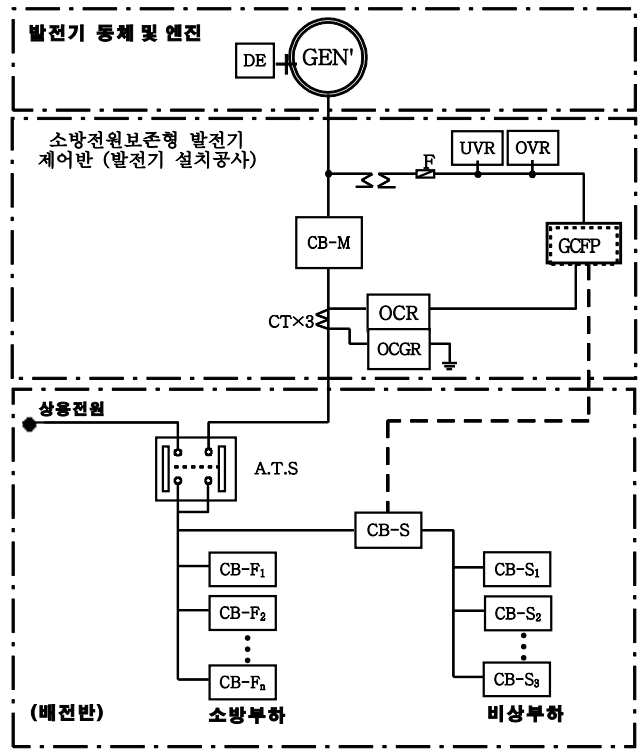 발전기 동체 및 엔진
DE
GEN'
소방전원보존형 발전기
제어반 (발전기 설치공사)
F
UVR
OVR
CB-M
GCFP
CT×3
OCR
OCGR
상용전원
A.T.S
CB-S
CB-F₁
CB-S₁
CB-F₂
CB-S₂
CB-Fₙ
CB-S₃
(배전반)
소방부하
비상부하